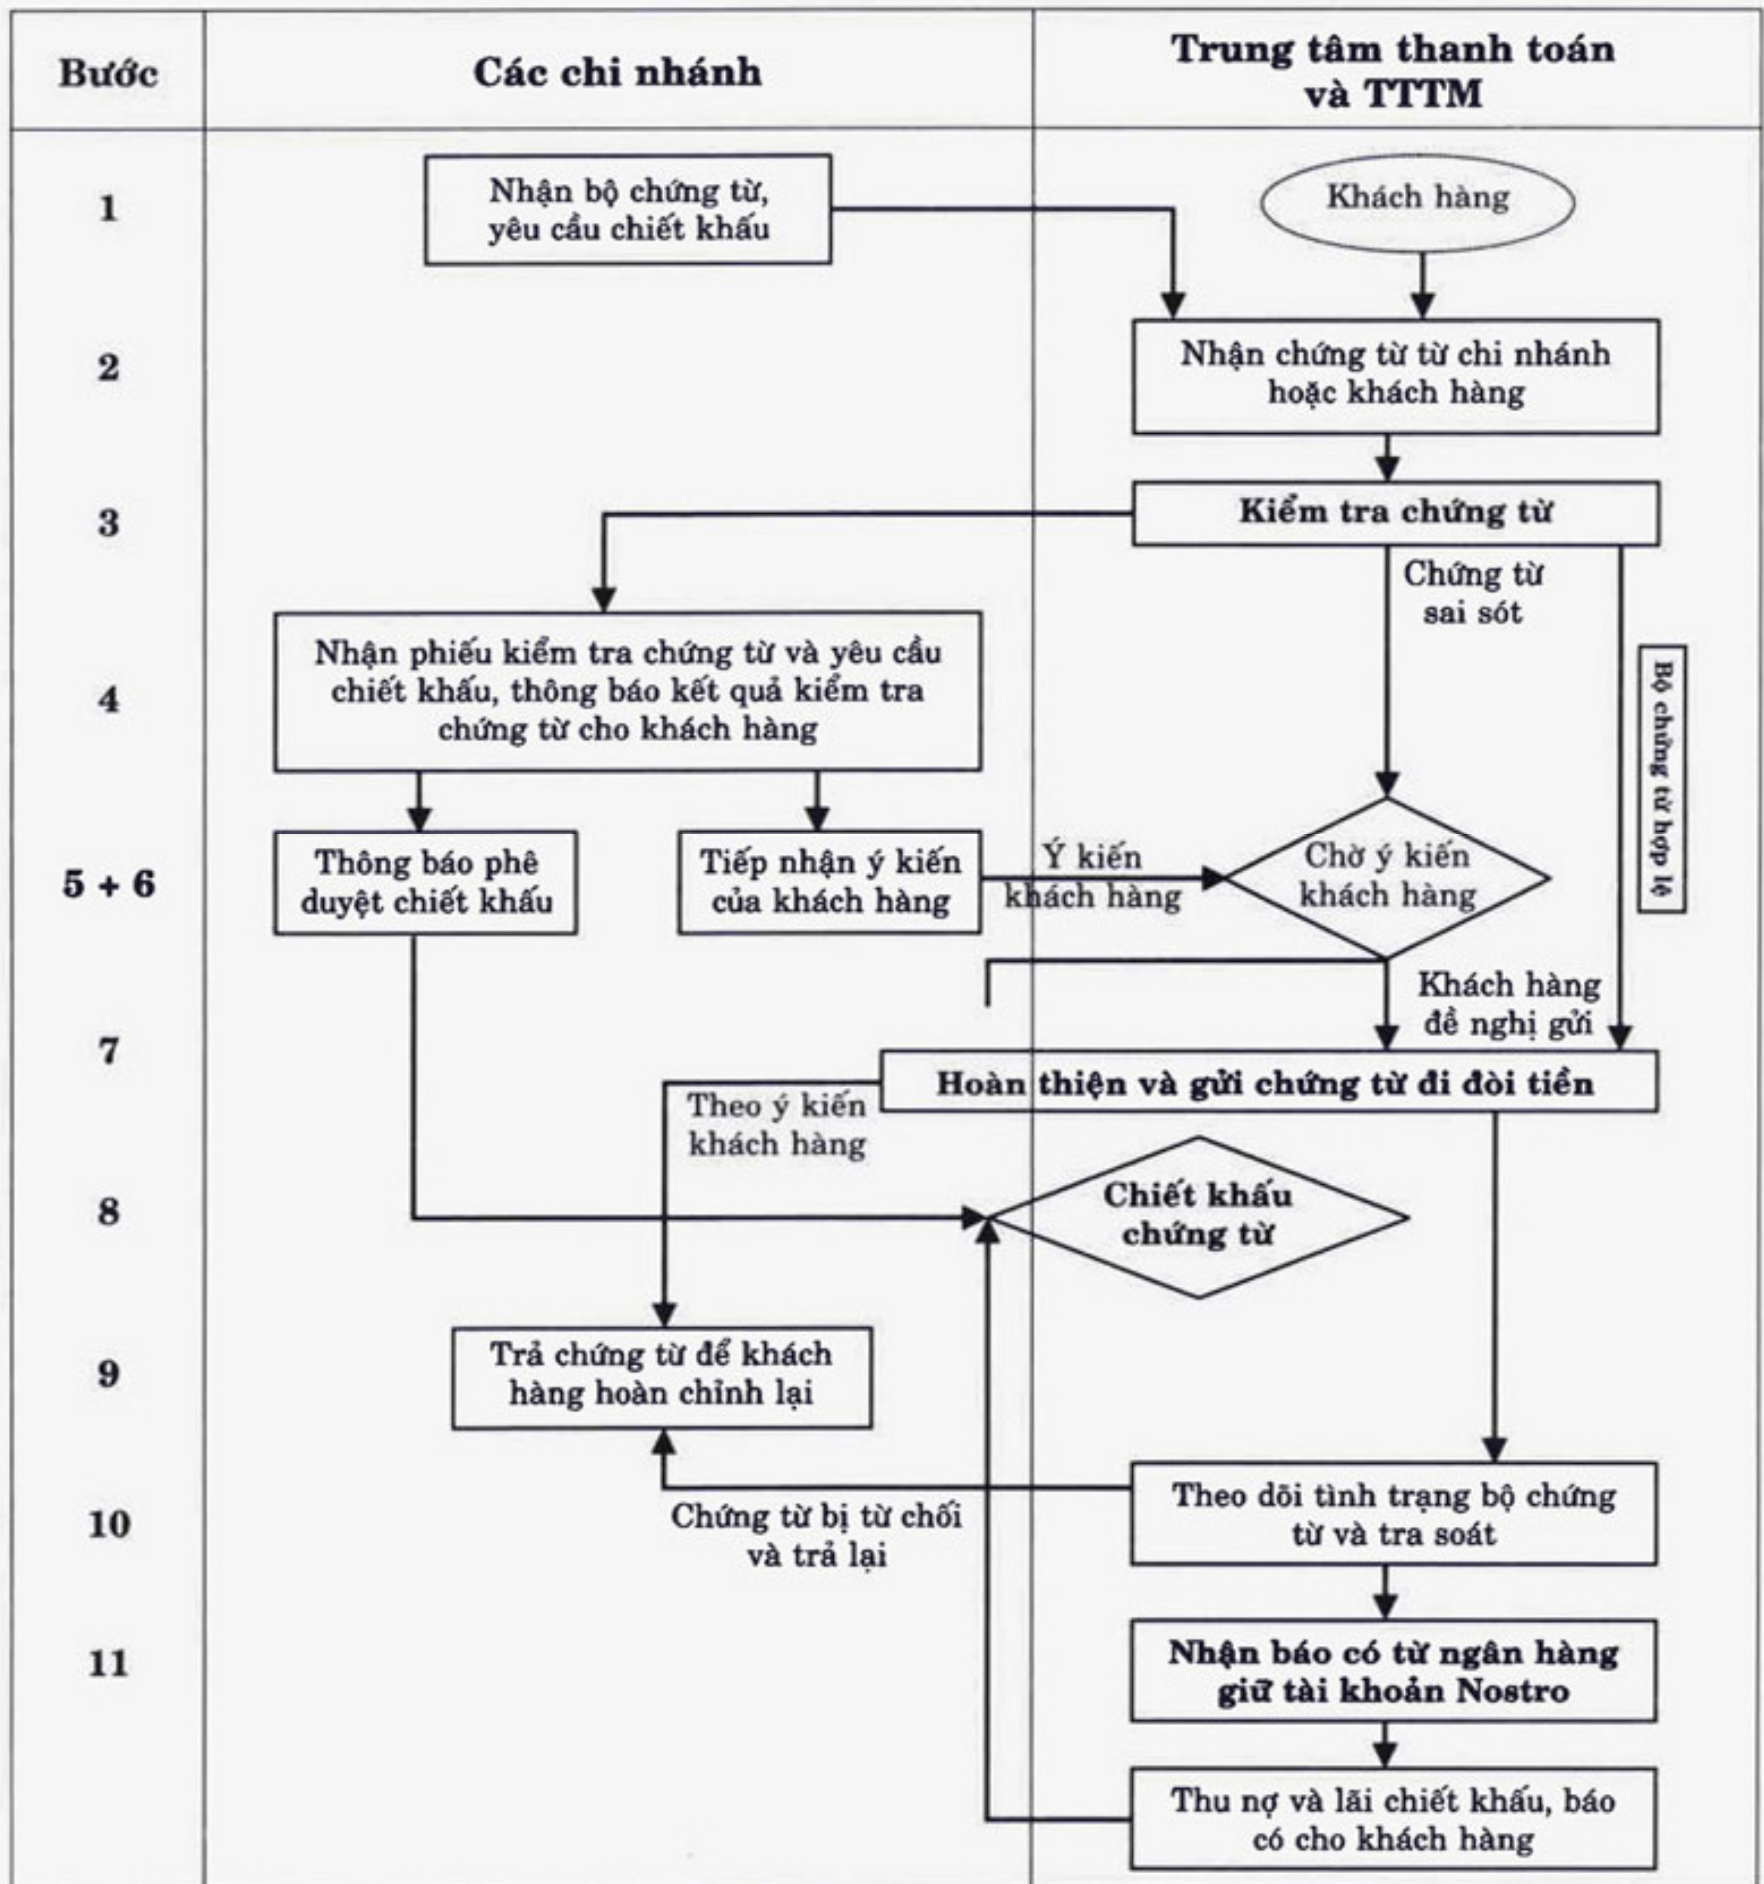 Bước
Các chi nhánh
Trung tâm thanh toán
và TTTM
1
Nhận bộ chứng từ,
yêu cầu chiết khấu
Khách hàng
2
Nhận chứng từ từ chi nhánh
hoặc khách hàng
3
Kiểm tra chứng từ
Chứng từ
sai sót
Bộ chứng từ hợp lệ
4
Nhận phiếu kiểm tra chứng từ và yêu cầu
chiết khấu, thông báo kết quả kiểm tra
chứng từ cho khách hàng
5 + 6
Thông báo phê
duyệt chiết khấu
Tiếp nhận ý kiến
của khách hàng
Ý kiến
khách hàng
Chờ ý kiến
khách hàng
Khách hàng
đề nghị gửi
7
Hoàn thiện và gửi chứng từ đi đòi tiền
Theo ý kiến
khách hàng
8
Chiết khấu
chứng từ
9
Trả chứng từ để khách
hàng hoàn chỉnh lại
10
Chứng từ bị từ chối
và trả lại
Theo dõi tình trạng bộ chứng
từ và tra soát
11
Nhận báo có từ ngân hàng
giữ tài khoản Nostro
Thu nợ và lãi chiết khấu, báo
có cho khách hàng